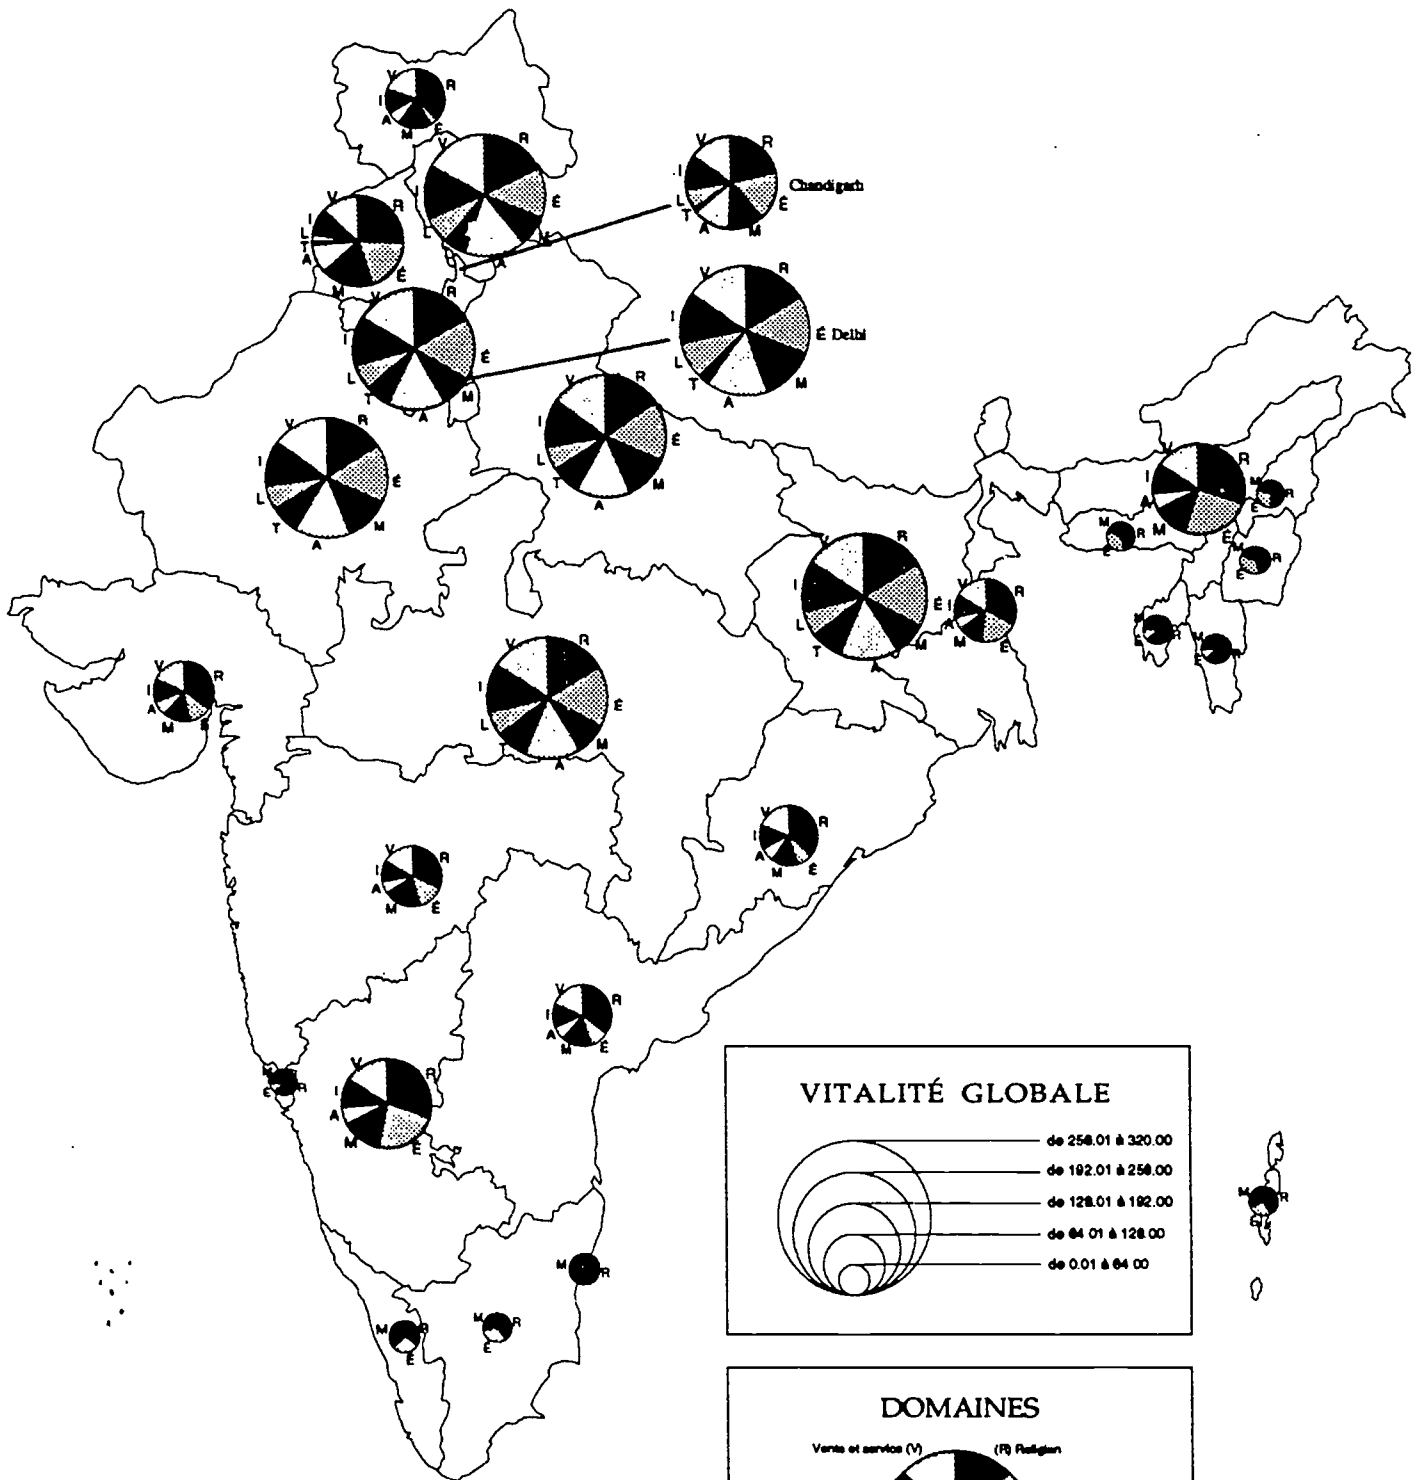 V R I A M É
V R I É L A M
V R I L É T A M
Chandigarh
V R I L T A M É
V R I É L T A M
V R I É L T A M
Delhi
V R I É L T A M
V R I É L T A M
V R I A M É
M R É
M R É
M R É
V R I É L T A M
V R I A M É
M R É
M R É
V R I A M É
V R I É L T A M
V R I A M É
V R I A M É
V R I A M É
M R É
V R I A M É
M R
M R É
M R É
M R É
VITALITÉ GLOBALE
de 256.01 à 320.00
de 192.01 à 256.00
de 128.01 à 192.00
de 64.01 à 128.00
de 0.01 à 64.00
DOMAINES
Vente et service (V) (R) Religion